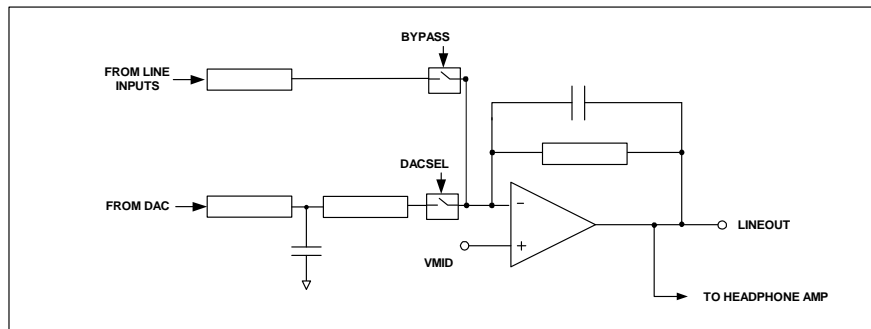 BYPASS
FROM LINE
INPUTS
DACSEL
FROM DAC
−
+
VMID
LINEOUT
TO HEADPHONE AMP